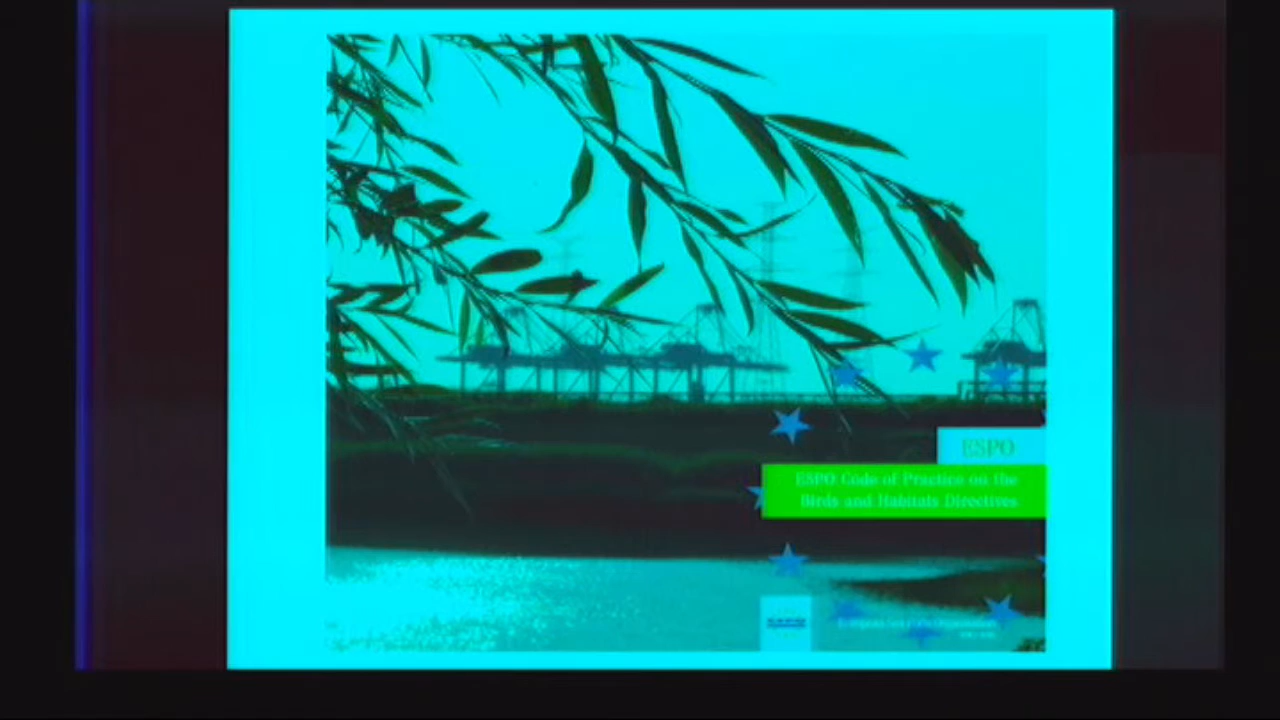 ESPO
ESPO Code of Practice on the
Birds and Habitats Directives